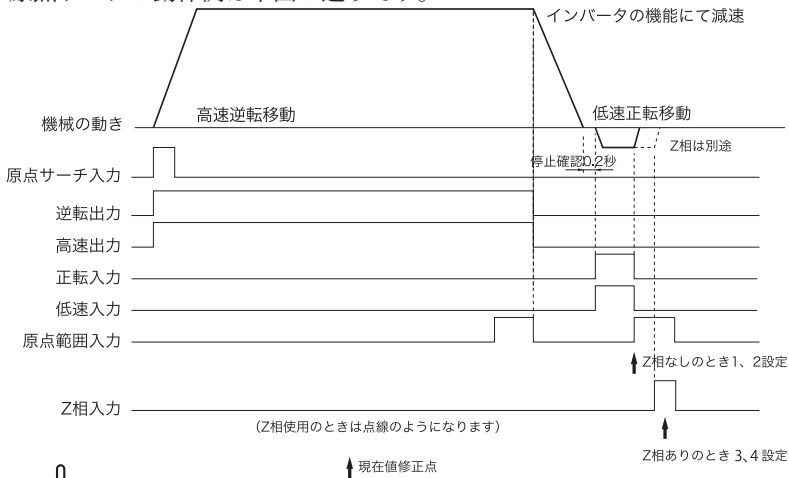 インバータの機能にて減速
機械の動き
高速逆転移動
低速正転移動
Z相は別途
停止確認0.2秒
原点サーチ入力
逆転出力
高速出力
正転入力
低速入力
原点範囲入力
Z相なしのとき1、2設定
Z相入力
(Z相使用のときは点線のようになります)
Z相ありのとき 3,4 設定
現在値修正点